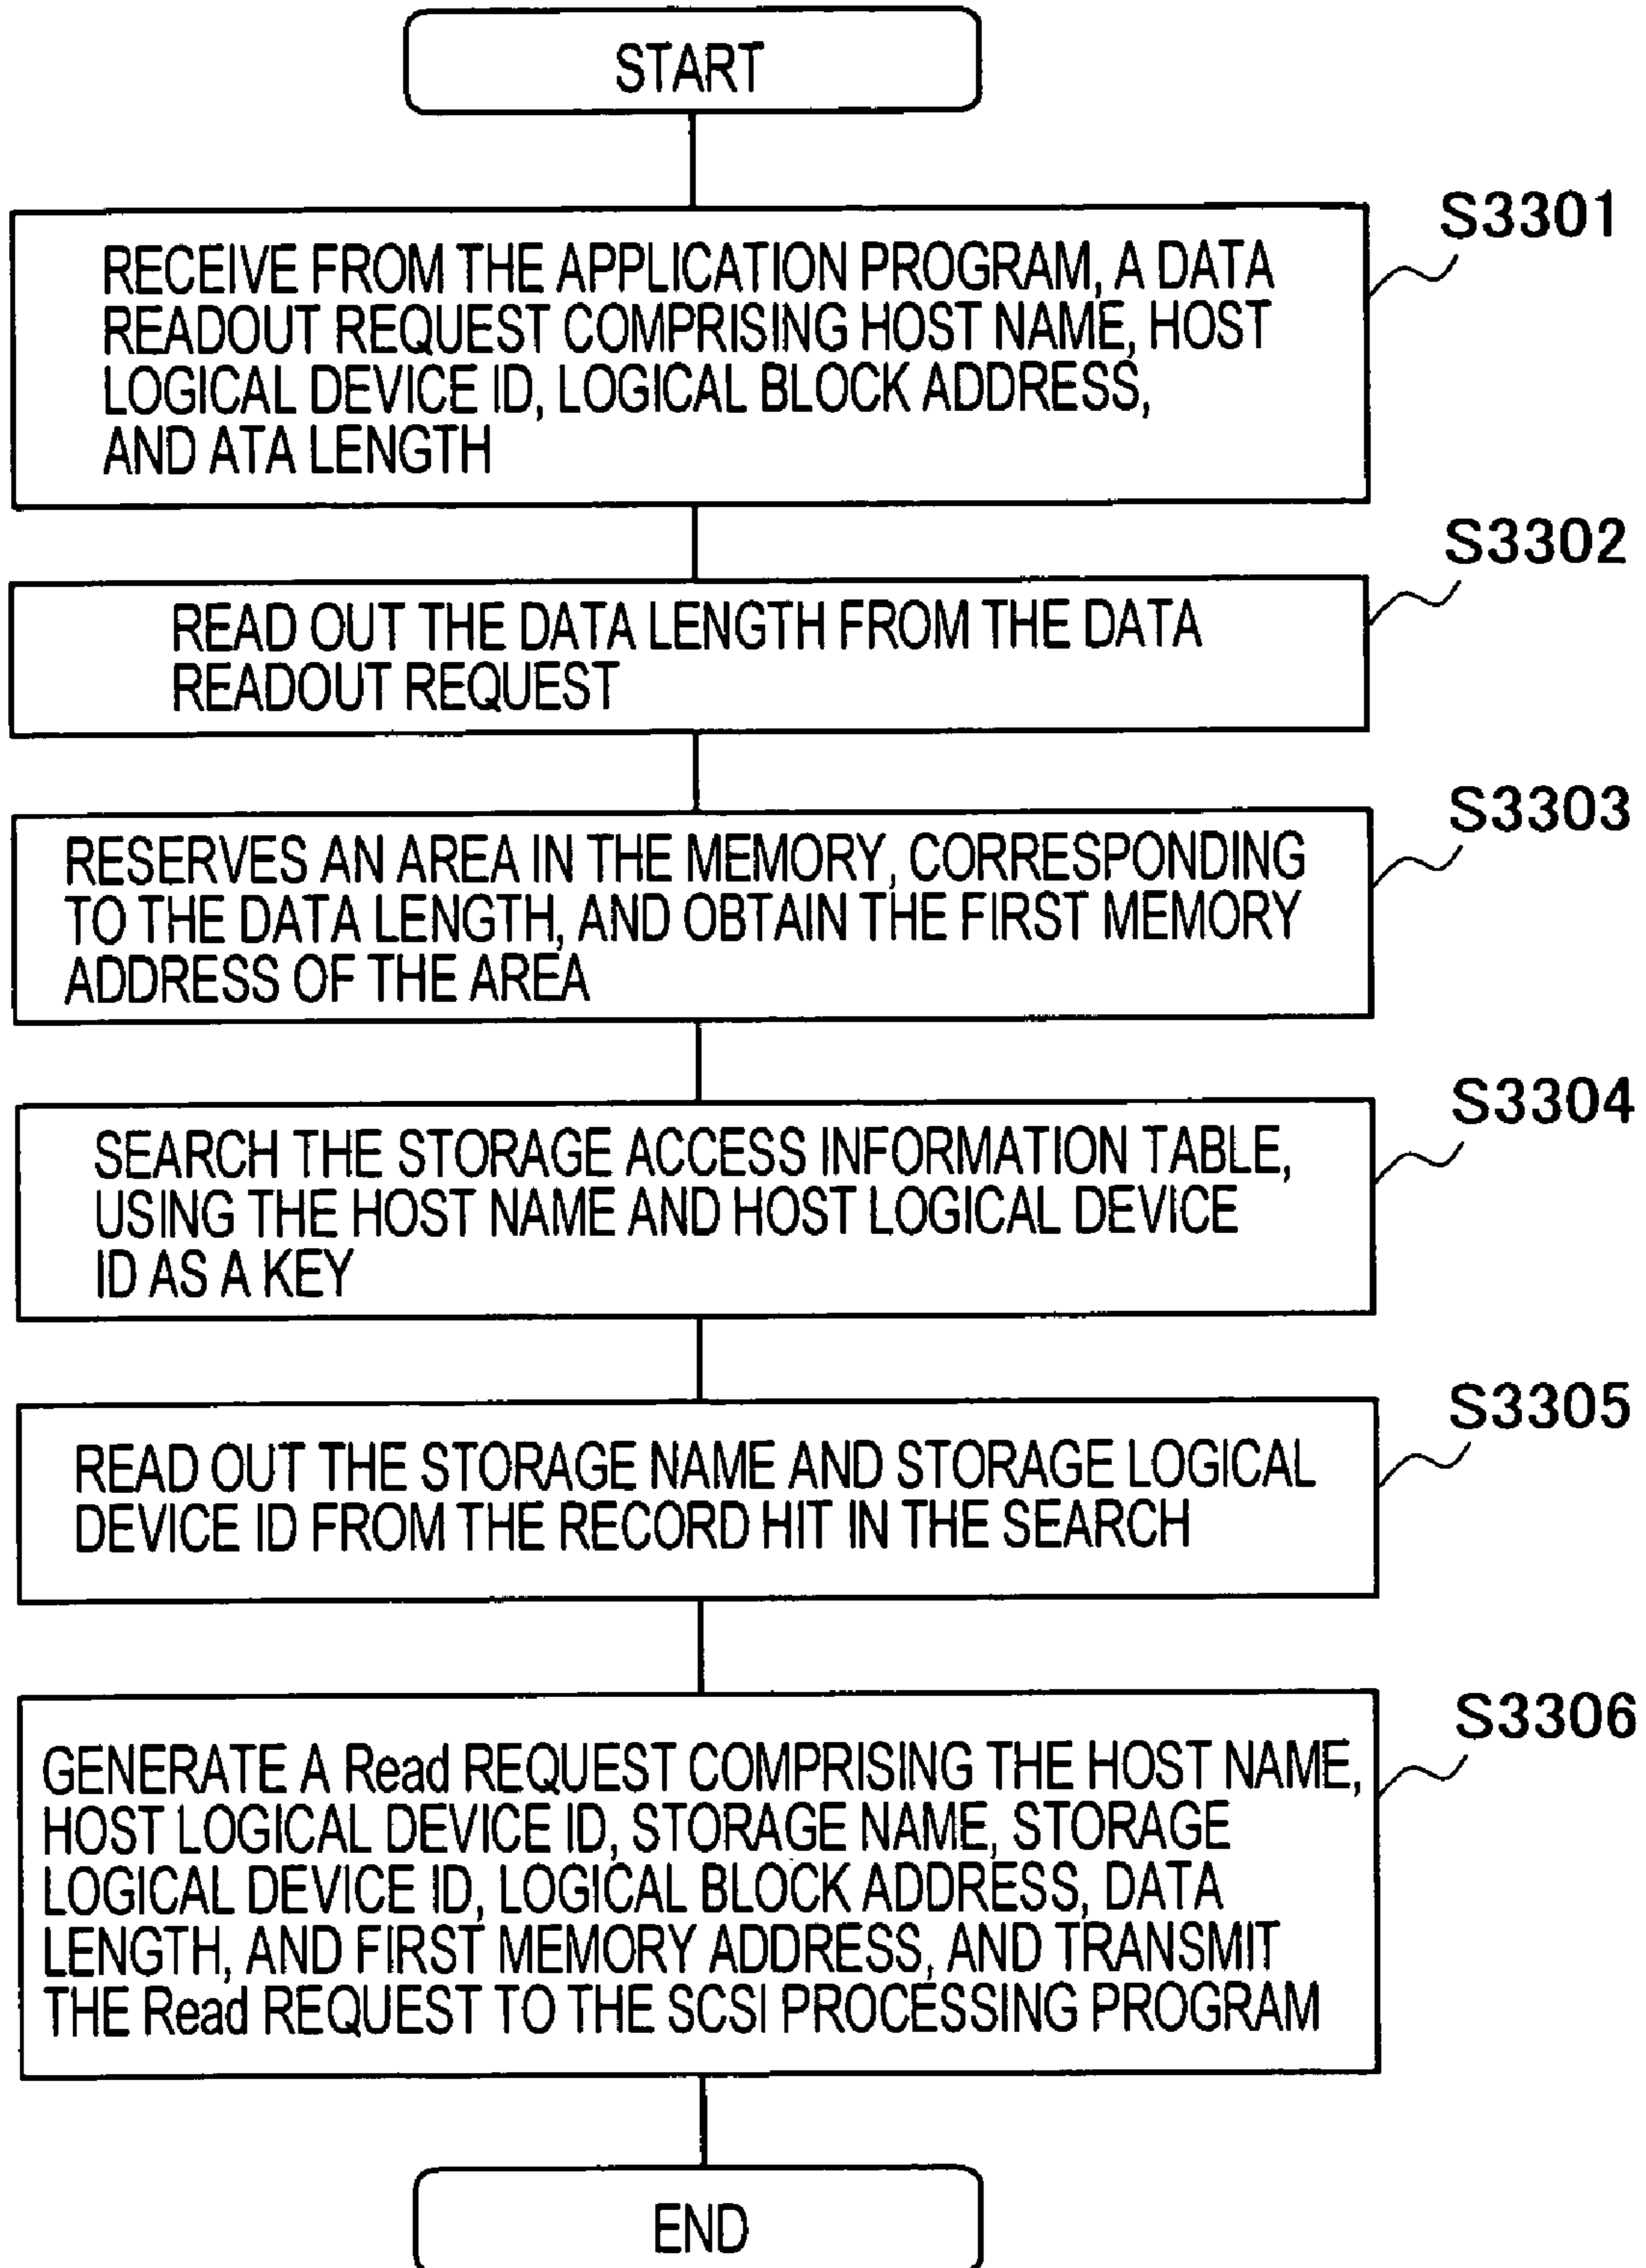 START
S3301
RECEIVE FROM THE APPLICATION PROGRAM, A DATA
READOUT REQUEST COMPRISING HOST NAME, HOST
LOGICAL DEVICE ID, LOGICAL BLOCK ADDRESS,
AND ATA LENGTH
S3302
READ OUT THE DATA LENGTH FROM THE DATA
READOUT REQUEST
S3303
RESERVES AN AREA IN THE MEMORY, CORRESPONDING
TO THE DATA LENGTH, AND OBTAIN THE FIRST MEMORY
ADDRESS OF THE AREA
S3304
SEARCH THE STORAGE ACCESS INFORMATION TABLE,
USING THE HOST NAME AND HOST LOGICAL DEVICE
ID AS A KEY
S3305
READ OUT THE STORAGE NAME AND STORAGE LOGICAL
DEVICE ID FROM THE RECORD HIT IN THE SEARCH
S3306
GENERATE A Read REQUEST COMPRISING THE HOST NAME,
HOST LOGICAL DEVICE ID, STORAGE NAME, STORAGE
LOGICAL DEVICE ID, LOGICAL BLOCK ADDRESS, DATA
LENGTH, AND FIRST MEMORY ADDRESS, AND TRANSMIT
THE Read REQUEST TO THE SCSI PROCESSING PROGRAM
END